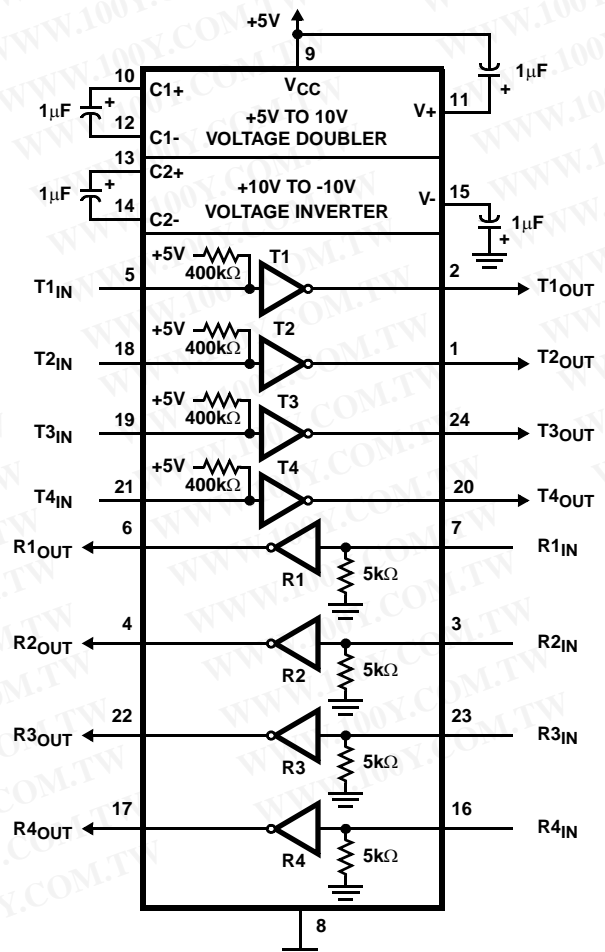 +5V
9
10
C1+
VCC
1μF
+
12
C1-
+5V TO 10V
VOLTAGE DOUBLER
V+
11
1μF
+
13
C2+
1μF
+
14
C2-
+10V TO -10V
VOLTAGE INVERTER
V-
15
1μF
+
+5V
400kΩ
T1
T1IN
5
2
T1OUT
+5V
400kΩ
T2
T2IN
18
1
T2OUT
+5V
400kΩ
T3
T3IN
19
24
T3OUT
+5V
400kΩ
T4
T4IN
21
20
T4OUT
R1OUT
6
7
R1IN
R1
5kΩ
R2OUT
4
3
R2IN
R2
5kΩ
R3OUT
22
23
R3IN
R3
5kΩ
R4OUT
17
16
R4IN
R4
5kΩ
8
WWW.100Y.COM.TW